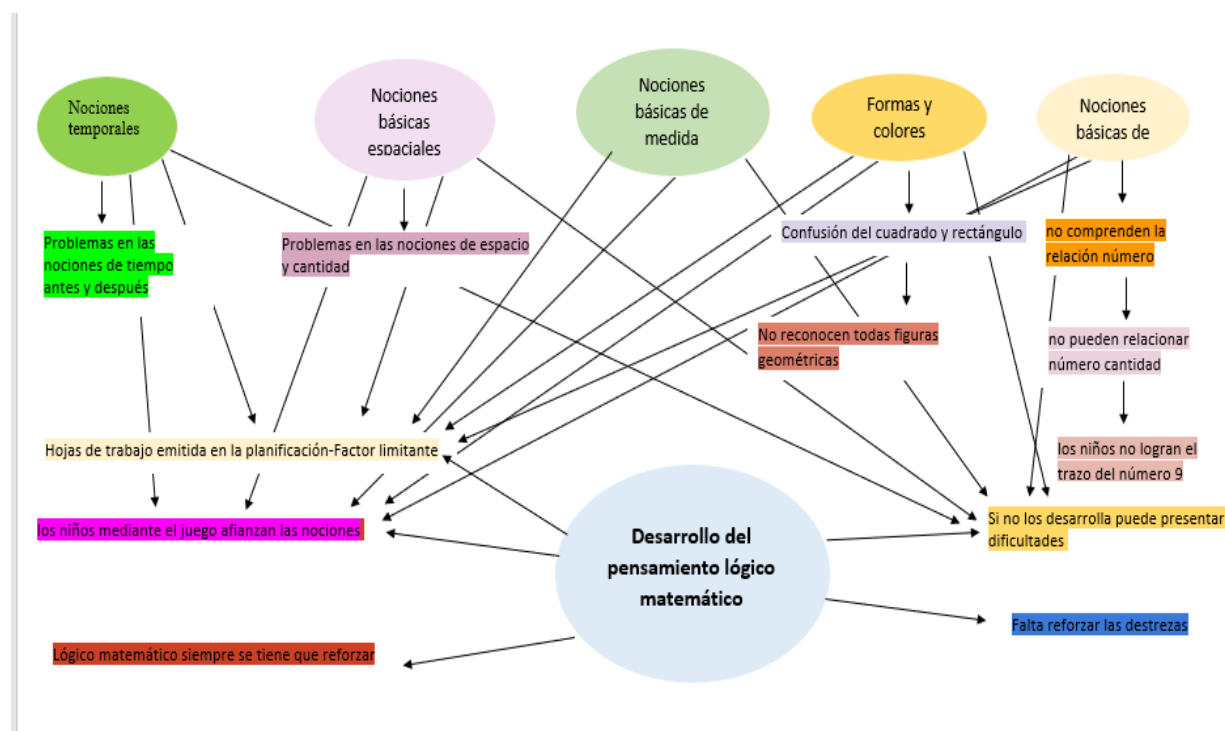 Nociones
temporales
Nociones
básicas
espaciales
Nociones
básicas de
medida
Formas y
colores
Nociones
básicas de
Problemas en las
nociones de tiempo
antes y después
Problemas en las nociones de espacio
y cantidad
Confusión del cuadrado y rectángulo
no comprenden la
relación número
No reconocen todas figuras
geométricas
no pueden relacionar
número cantidad
Hojas de trabajo emitida en la planificación-Factor limitante
los niños no logran el
trazo del número 9
los niños mediante el juego afianzan las nociones
Si no los desarrolla puede presentar
dificultades
Desarrollo del
pensamiento lógico
matemático
Falta reforzar las destrezas
Lógico matemático siempre se tiene que reforzar